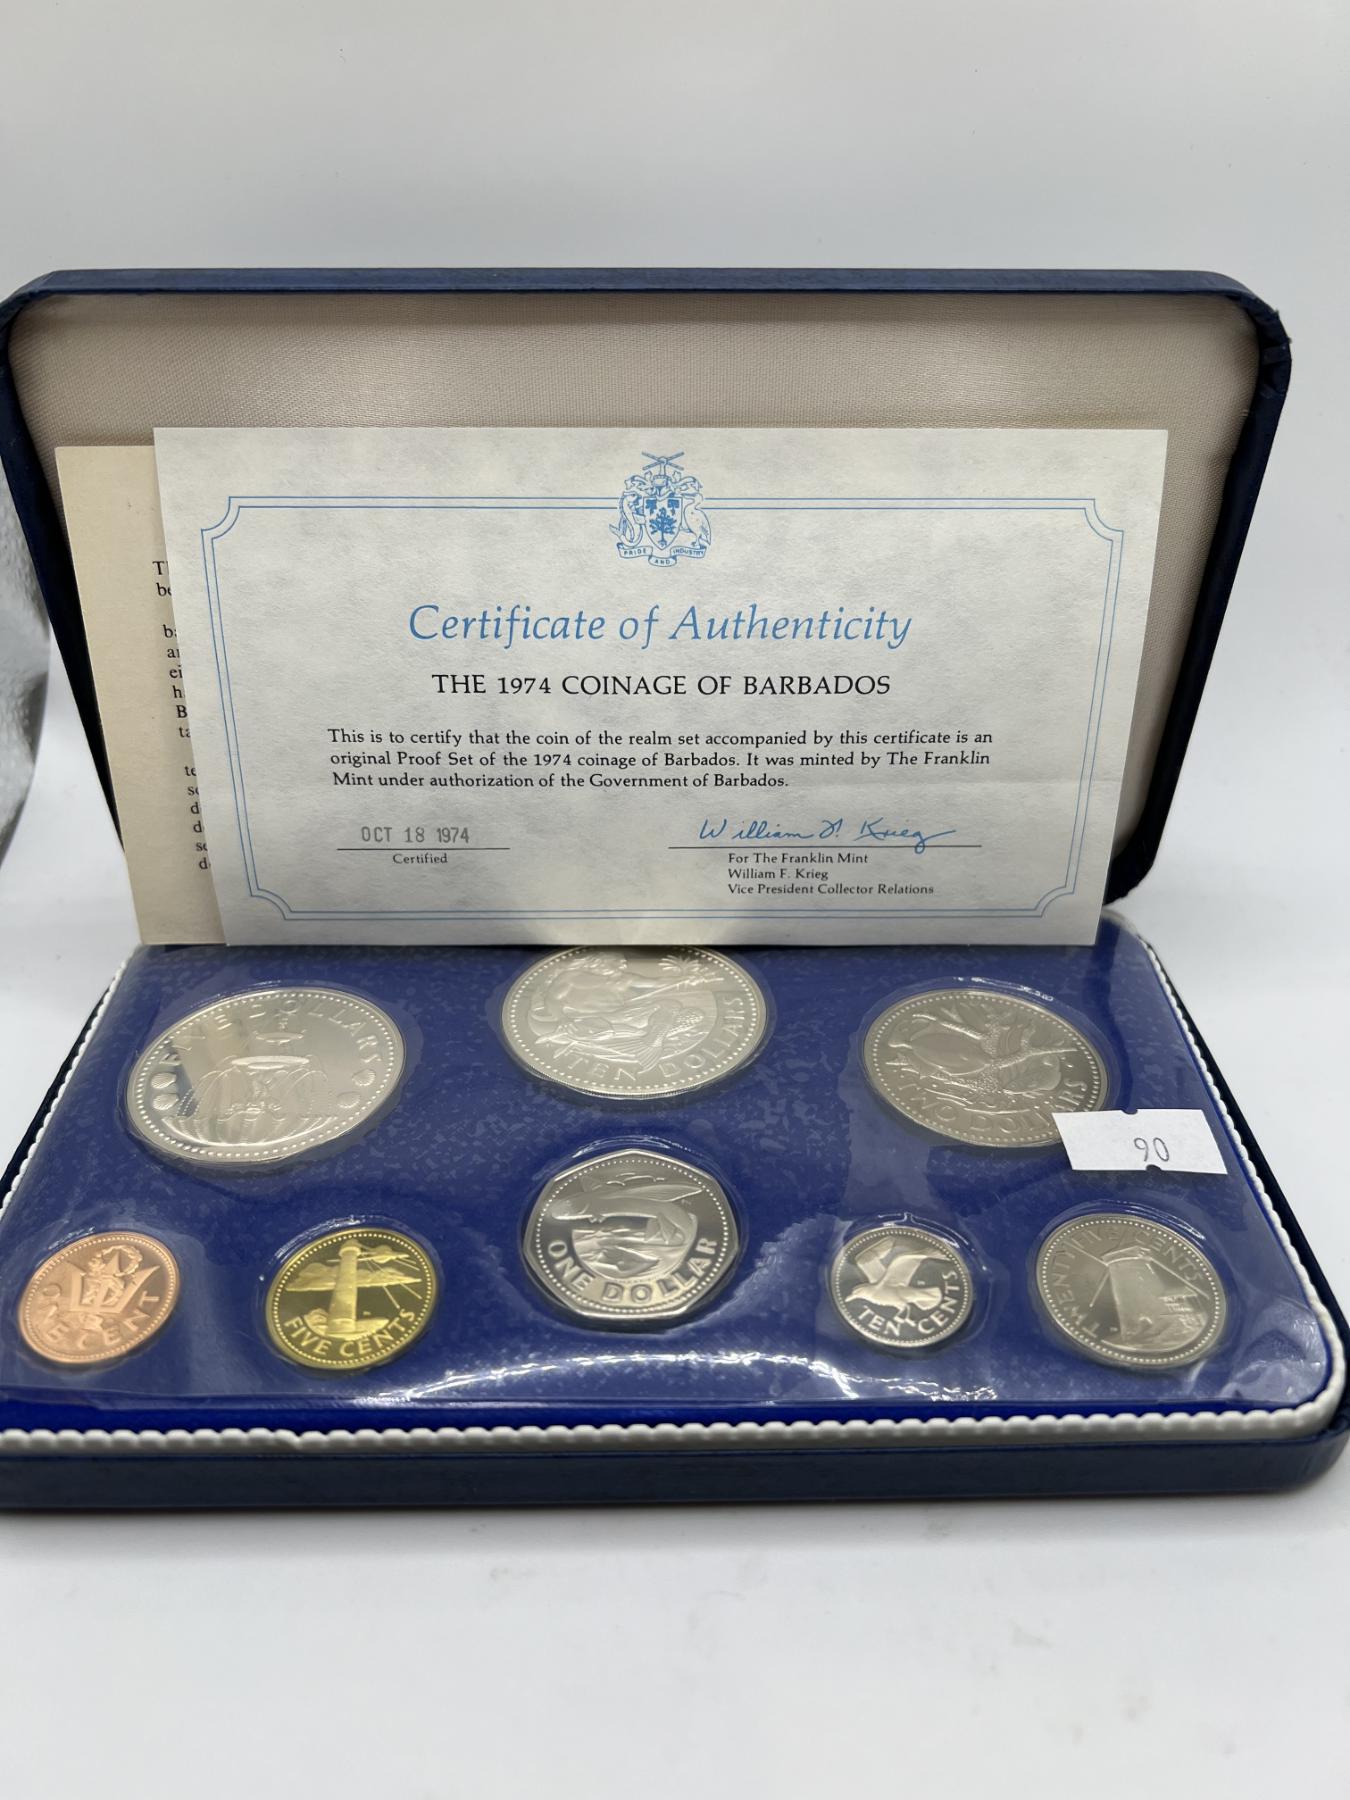 PRIDE AND INDUSTRY
Certificate of Authenticity
THE 1974 COINAGE OF BARBADOS
This is to certify that the coin of the realm set accompanied by this certificate is an
original Proof Set of the 1974 coinage of Barbados. It was minted by The Franklin
Mint under authorization of the Government of Barbados.
OCT 18 1974
Certified
William F. Krieg
For The Franklin Mint
William F. Krieg
Vice President Collector Relations
FIVE DOLLARS
TEN DOLLARS
TWO DOLLARS
90
ONE CENT
FIVE CENTS
ONE DOLLAR
TEN CENTS
TWENTY FIVE CENTS